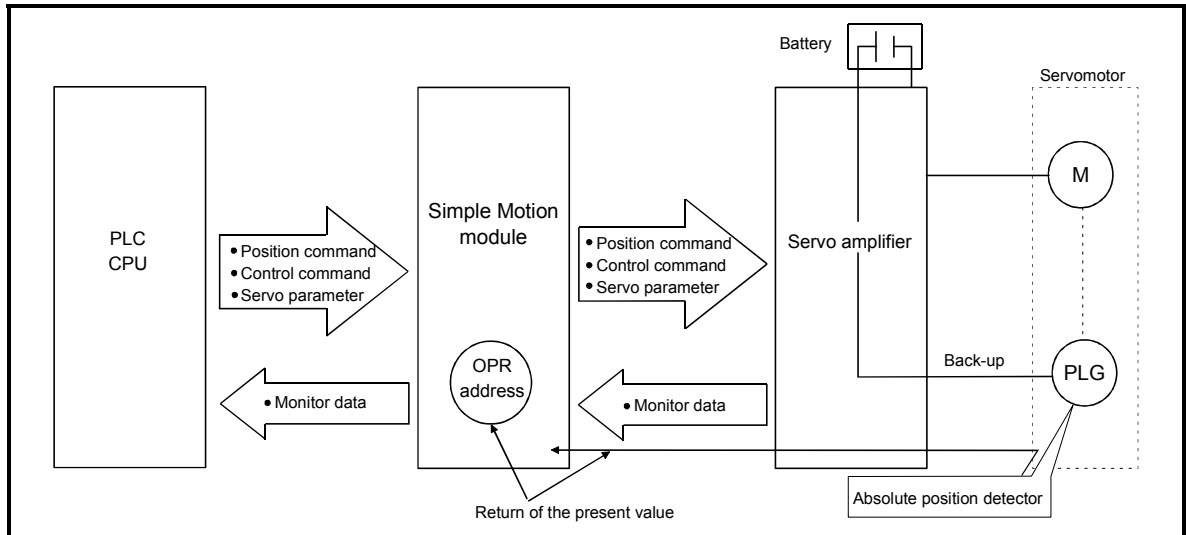 Battery
Servomotor
PLC
CPU
• Position command
• Control command
• Servo parameter
• Monitor data
Simple Motion
module
OPR
address
• Position command
• Control command
• Servo parameter
• Monitor data
Servo amplifier
M
Back-up
PLG
Absolute position detector
Return of the present value